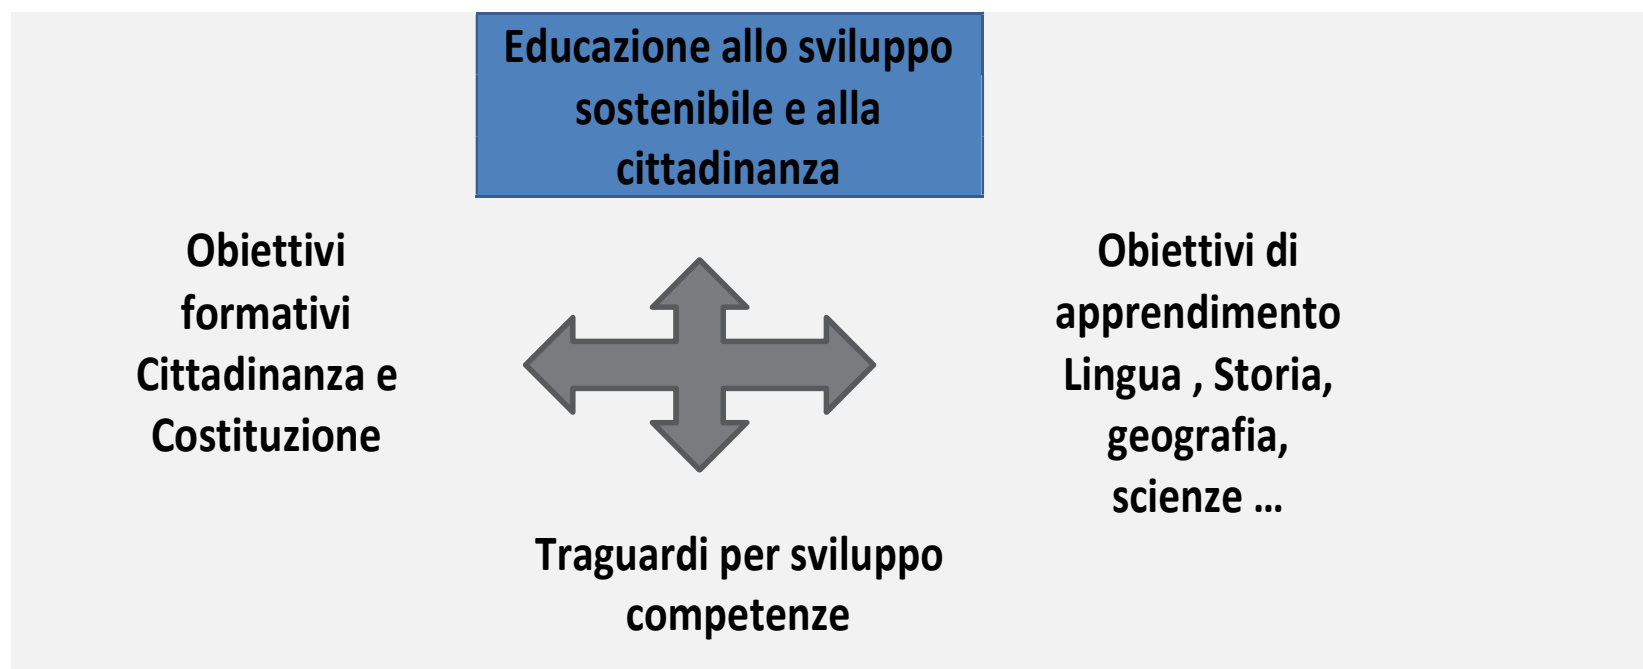 Educazione allo sviluppo
sostenibile e alla
cittadinanza
Obiettivi
formativi
Cittadinanza e
Costituzione
Obiettivi di
apprendimento
Lingua , Storia,
geografia,
scienze ...
Traguardi per sviluppo
competenze